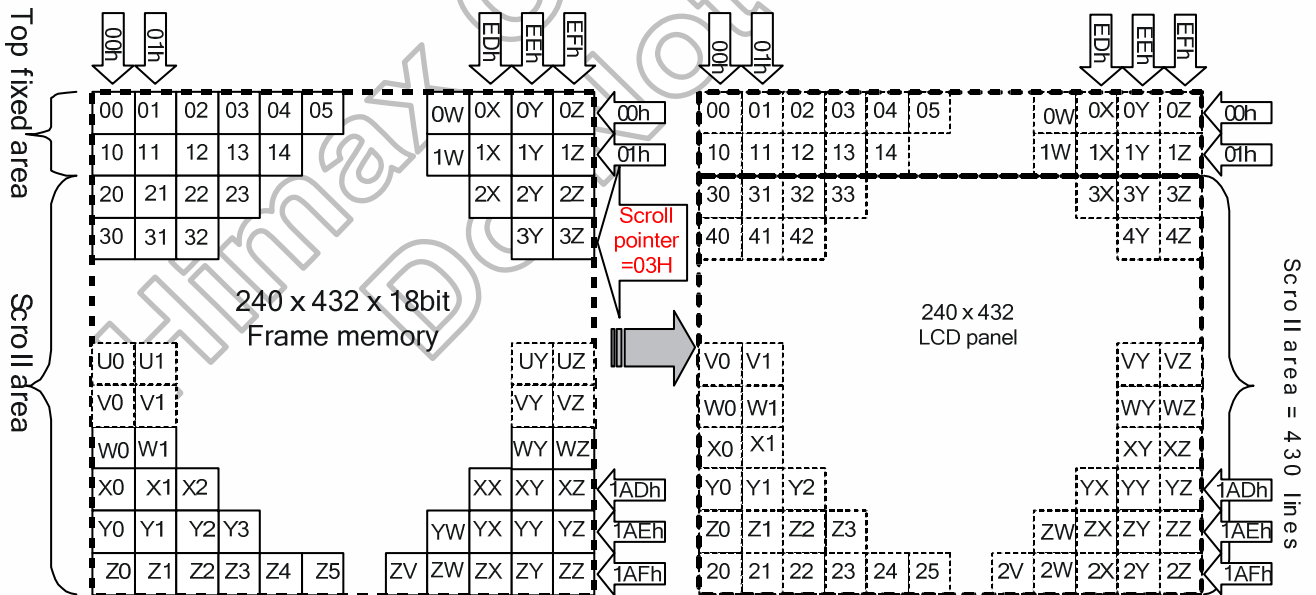 00h 01h EDh EEh EFh 00h 01h EDh EEh EFh
Top fixed area
00 01 02 03 04 05 0W 0X 0Y 0Z 00h 00 01 02 03 04 05 0W 0X 0Y 0Z 00h
10 11 12 13 14 1W 1X 1Y 1Z 01h 10 11 12 13 14 1W 1X 1Y 1Z 01h
20 21 22 23 2X 2Y 2Z 30 31 32 33 3X 3Y 3Z
30 31 32 3Y 3Z 40 41 42 4Y 4Z
Scroll
pointer
=03H
Scroll area
240 x 432 x 18bit
Frame memory
240 x 432
LCD panel
Scroll area = 430 lines
U0 U1 UY UZ V0 V1 VY VZ
V0 V1 VY VZ W0 W1 WY WZ
W0 W1 WY WZ X0 X1 XY XZ
X0 X1 X2 XX XY XZ 1ADh Y0 Y1 Y2 YX YY YZ 1ADh
Y0 Y1 Y2 Y3 YW YX YY YZ 1AEh Z0 Z1 Z2 Z3 ZW ZX ZY ZZ 1AEh
Z0 Z1 Z2 Z3 Z4 Z5 ZV ZW ZX ZY ZZ 1AFh 20 21 22 23 24 25 2V 2W 2X 2Y 2Z 1AFh
Himax